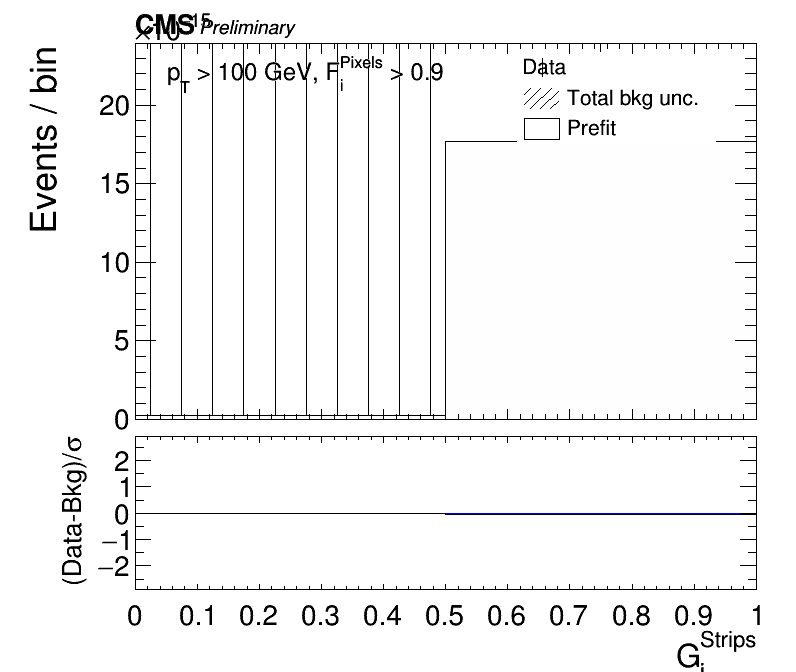 CMS Preliminary
×10⁻¹⁵
p_T > 100 GeV, F_i^Pixels > 0.9
Data
Total bkg unc.
Prefit
Events / bin
20
15
10
5
0
(Data-Bkg)/σ
2
1
0
−1
−2
0 0.1 0.2 0.3 0.4 0.5 0.6 0.7 0.8 0.9 1
G_i^Strips